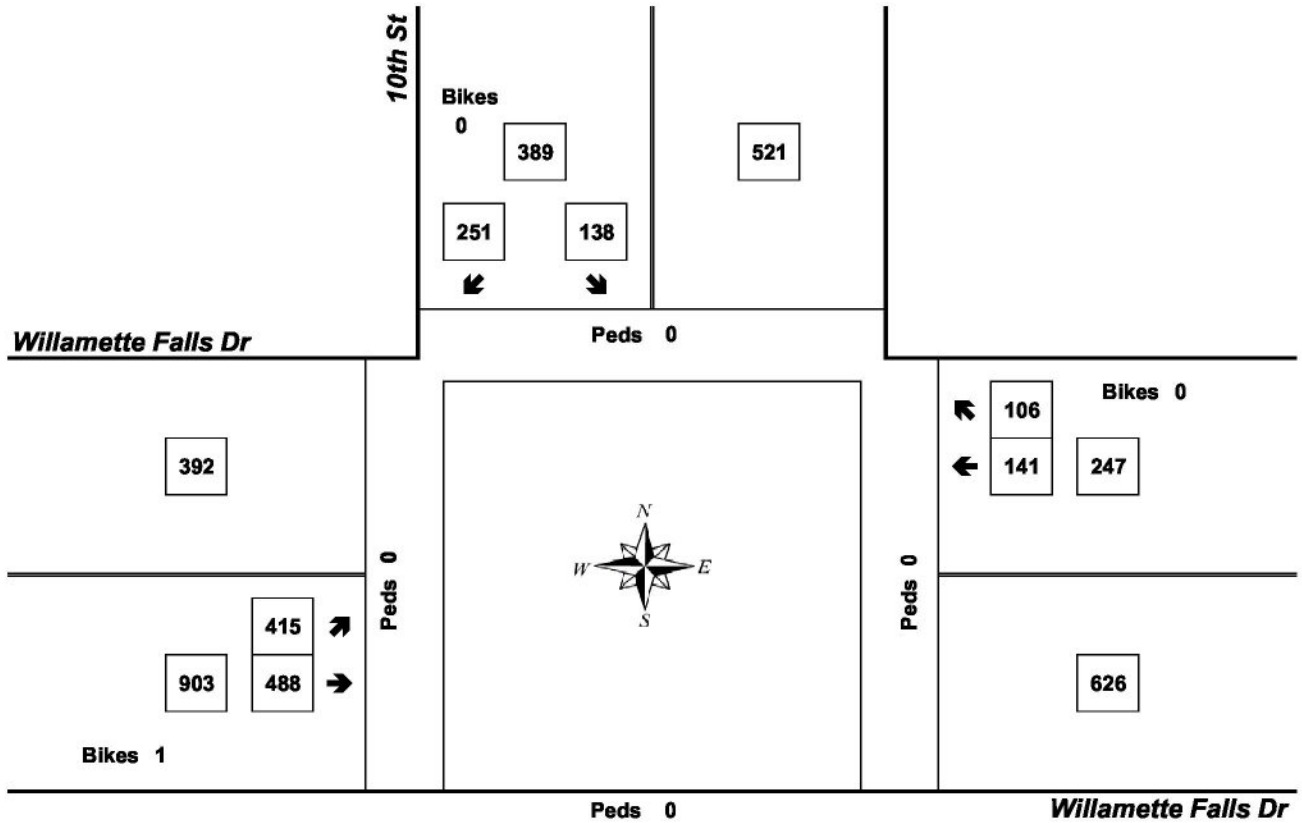 10th St
Bikes
0
389
521
251
138
Peds 0
Willamette Falls Dr
106
Bikes 0
392
141
247
N
W
E
S
Peds 0
Peds 0
415
903
488
626
Bikes 1
Peds 0
Willamette Falls Dr